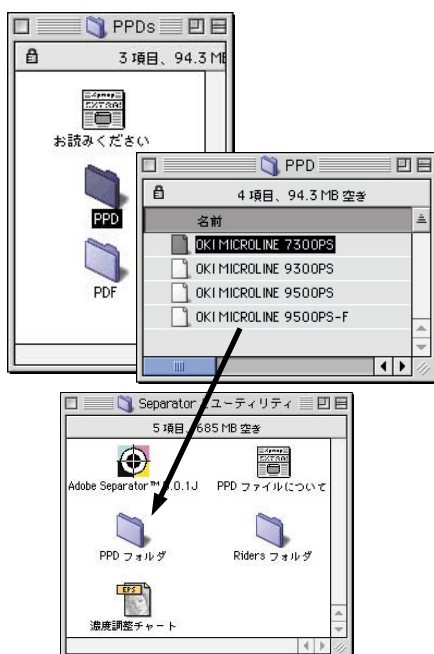 PPDs
3 項目、94.3 MB
お読みください
PPD
PDF
PPD
4 項目、94.3 MB 空き
名前
OKI MICROLINE 7300PS
OKI MICROLINE 9300PS
OKI MICROLINE 9500PS
OKI MICROLINE 9500PS-F
Separator ユーティリティ
5 項目、685 MB 空き
Adobe Separator™ 5.0.1J
PPD ファイルについて
PPD フォルダ
Riders フォルダ
EPS
濃度調整チャート